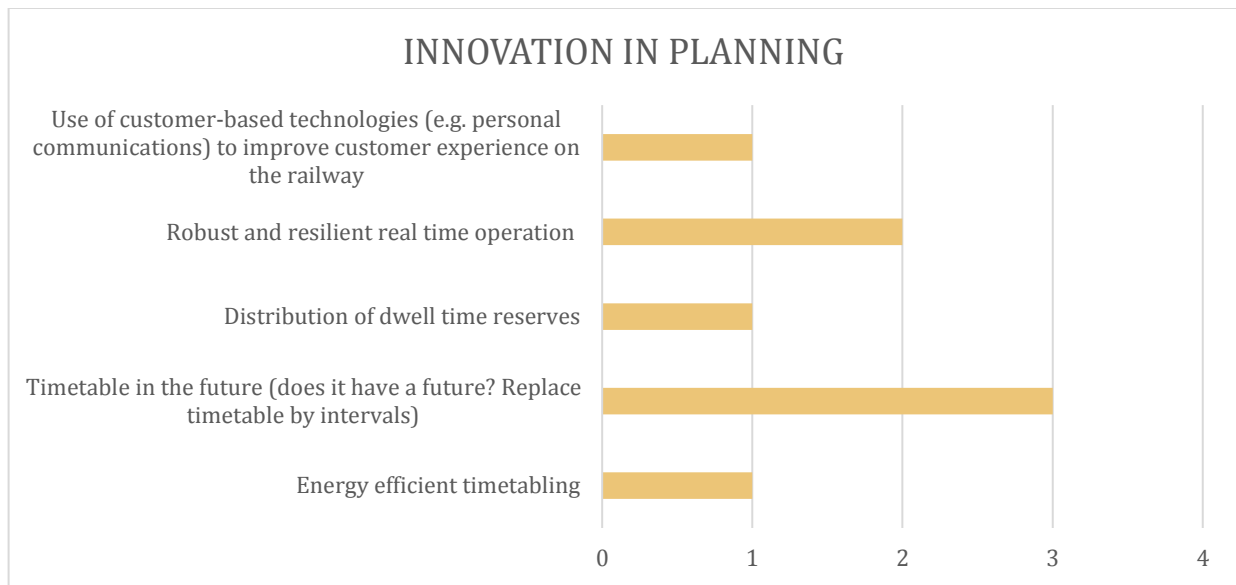 INNOVATION IN PLANNING
Use of customer-based technologies (e.g. personal
communications) to improve customer experience on
the railway
Robust and resilient real time operation
Distribution of dwell time reserves
Timetable in the future (does it have a future? Replace
timetable by intervals)
Energy efficient timetabling
0 1 2 3 4